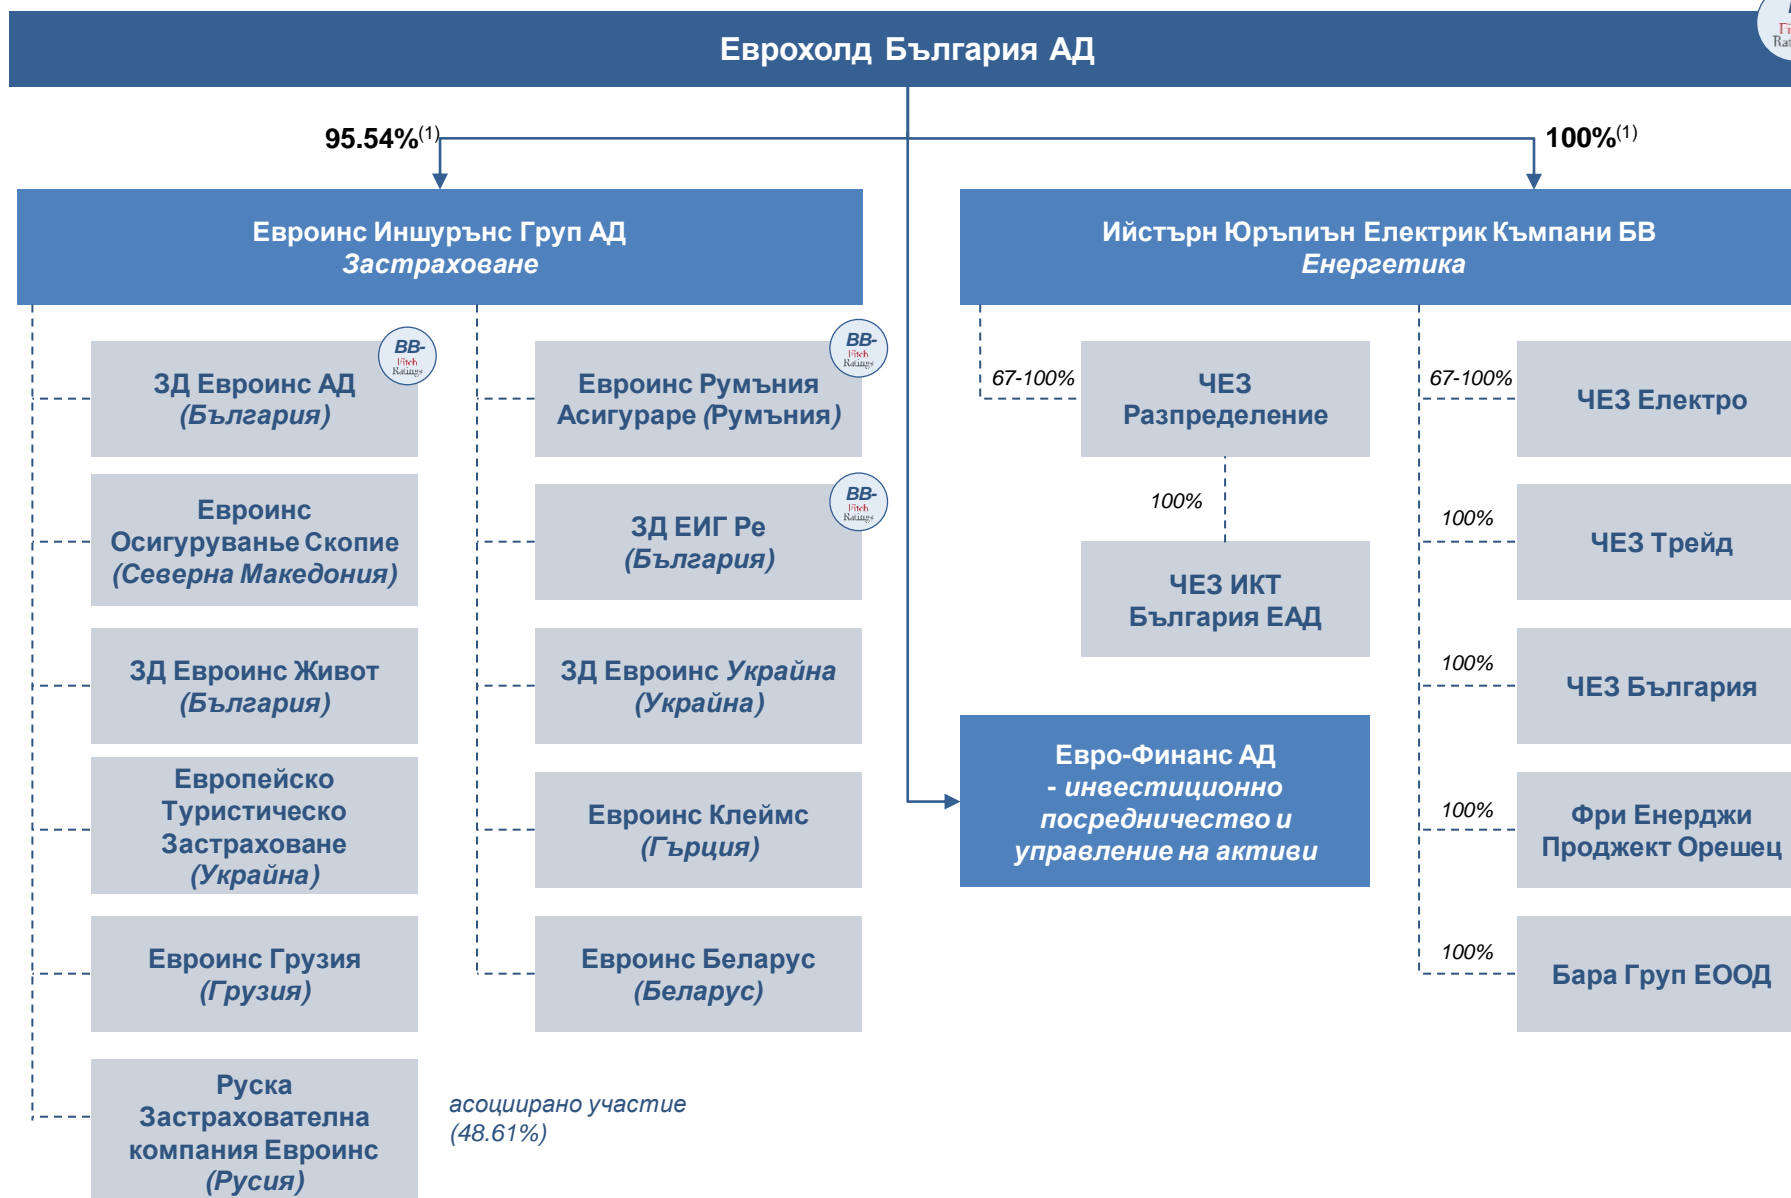 Еврохолд България АД
Fi
Rat
95.54%(1)
100%(1)
Евроинс Иншурънс Груп АД
Застраховане
Ийстърн Юръпиън Електрик Къмпани БВ
Енергетика
ЗД Евроинс АД
(България)
BB-
Fitch
Ratings
Евроинс Румъния
Асигураре (Румъния)
BB-
Fitch
Ratings
67-100%
ЧЕЗ
Разпределение
67-100%
ЧЕЗ Електро
Евроинс
Осигуруванье Скопие
(Северна Македония)
ЗД ЕИГ Ре
(България)
BB-
Fitch
Ratings
100%
ЧЕЗ ИКТ
България ЕАД
100%
ЧЕЗ Трейд
ЗД Евроинс Живот
(България)
ЗД Евроинс Украйна
(Украйна)
100%
ЧЕЗ България
Европейско
Туристическо
Застраховане
(Украйна)
Евроинс Клеймс
(Гърция)
Евро-Финанс АД
- инвестиционно
посредничество и
управление на активи
100%
Фри Енерджи
Проджект Орешец
Евроинс Грузия
(Грузия)
Евроинс Беларус
(Беларус)
100%
Бара Груп ЕООД
Руска
Застрахователна
компания Евроинс
(Русия)
асоциирано участие
(48.61%)